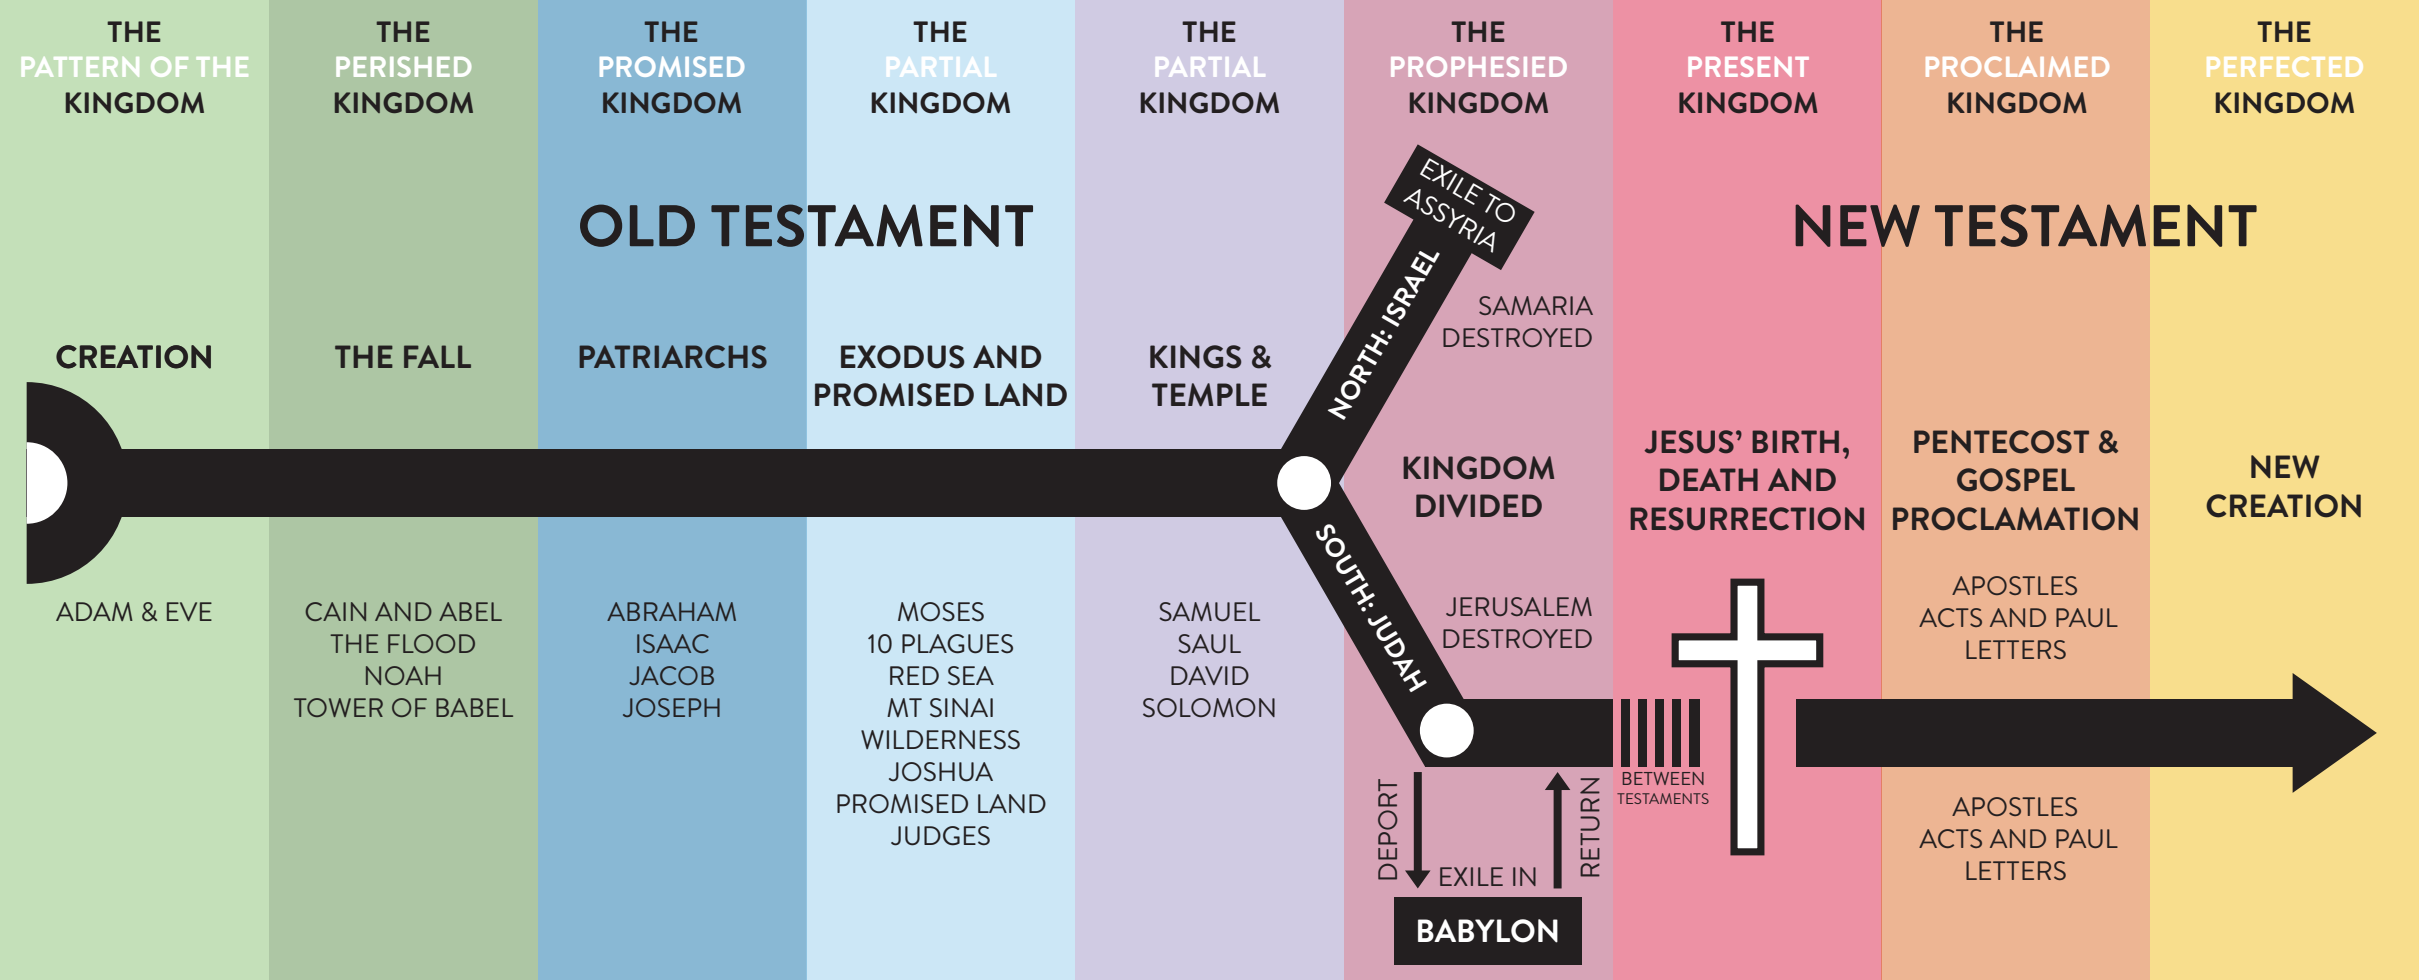 THE
PATTERN OF THE
KINGDOM
THE
PERISHED
KINGDOM
THE
PROMISED
KINGDOM
THE
PARTIAL
KINGDOM
THE
PARTIAL
KINGDOM
THE
PROPHESIED
KINGDOM
THE
PRESENT
KINGDOM
THE
PROCLAIMED
KINGDOM
THE
PERFECTED
KINGDOM
OLD TESTAMENT
NEW TESTAMENT
CREATION
ADAM & EVE
THE FALL
CAIN AND ABEL
THE FLOOD
NOAH
TOWER OF BABEL
PATRIARCHS
ABRAHAM
ISAAC
JACOB
JOSEPH
EXODUS AND
PROMISED LAND
MOSES
10 PLAGUES
RED SEA
MT SINAI
WILDERNESS
JOSHUA
PROMISED LAND
JUDGES
KINGS &
TEMPLE
SAMUEL
SAUL
DAVID
SOLOMON
EXILE TO
ASSYRIA
NORTH: ISRAEL
SAMARIA
DESTROYED
KINGDOM
DIVIDED
SOUTH: JUDAH
JERUSALEM
DESTROYED
DEPORT
EXILE IN
RETURN
BABYLON
JESUS’ BIRTH,
DEATH AND
RESURRECTION
BETWEEN
TESTAMENTS
PENTECOST &
GOSPEL
PROCLAMATION
APOSTLES
ACTS AND PAUL
LETTERS
APOSTLES
ACTS AND PAUL
LETTERS
NEW
CREATION